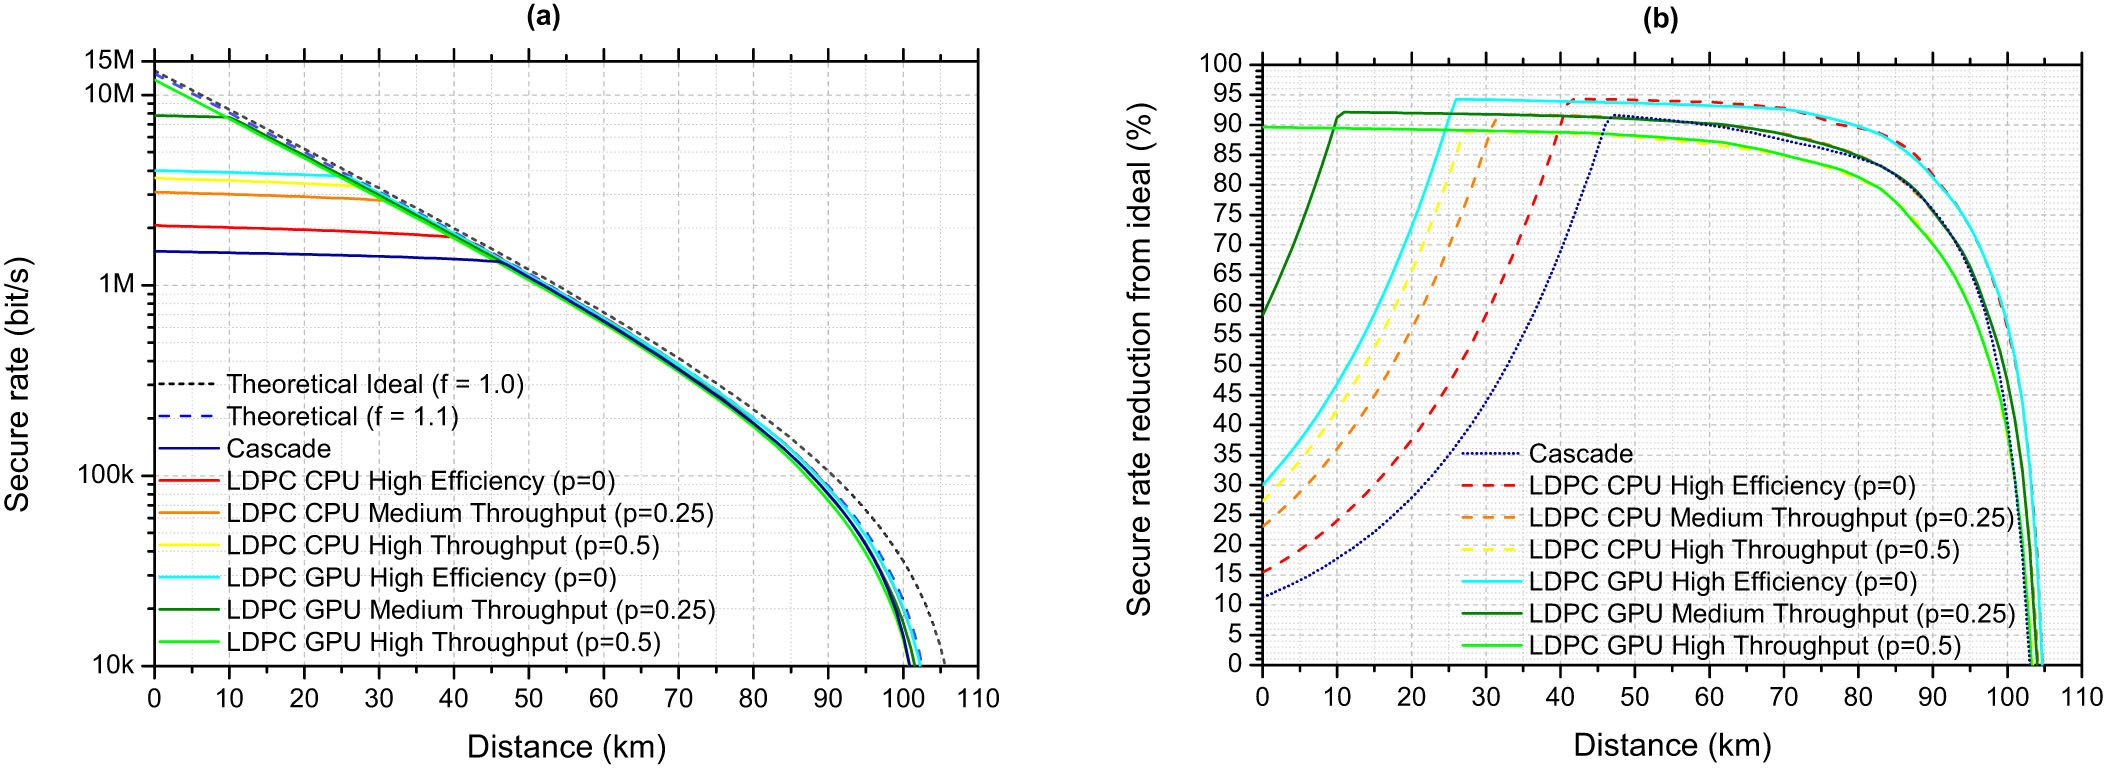 (a)
15M
10M
1M
100k
10k
Secure rate (bit/s)
Theoretical Ideal (f = 1.0)
Theoretical (f = 1.1)
Cascade
LDPC CPU High Efficiency (p=0)
LDPC CPU Medium Throughput (p=0.25)
LDPC CPU High Throughput (p=0.5)
LDPC GPU High Efficiency (p=0)
LDPC GPU Medium Throughput (p=0.25)
LDPC GPU High Throughput (p=0.5)
0 10 20 30 40 50 60 70 80 90 100 110
Distance (km)
(b)
100
95
90
85
80
75
70
65
60
55
50
45
40
35
30
25
20
15
10
5
0
Secure rate reduction from ideal (%)
Cascade
LDPC CPU High Efficiency (p=0)
LDPC CPU Medium Throughput (p=0.25)
LDPC CPU High Throughput (p=0.5)
LDPC GPU High Efficiency (p=0)
LDPC GPU Medium Throughput (p=0.25)
LDPC GPU High Throughput (p=0.5)
0 10 20 30 40 50 60 70 80 90 100 110
Distance (km)